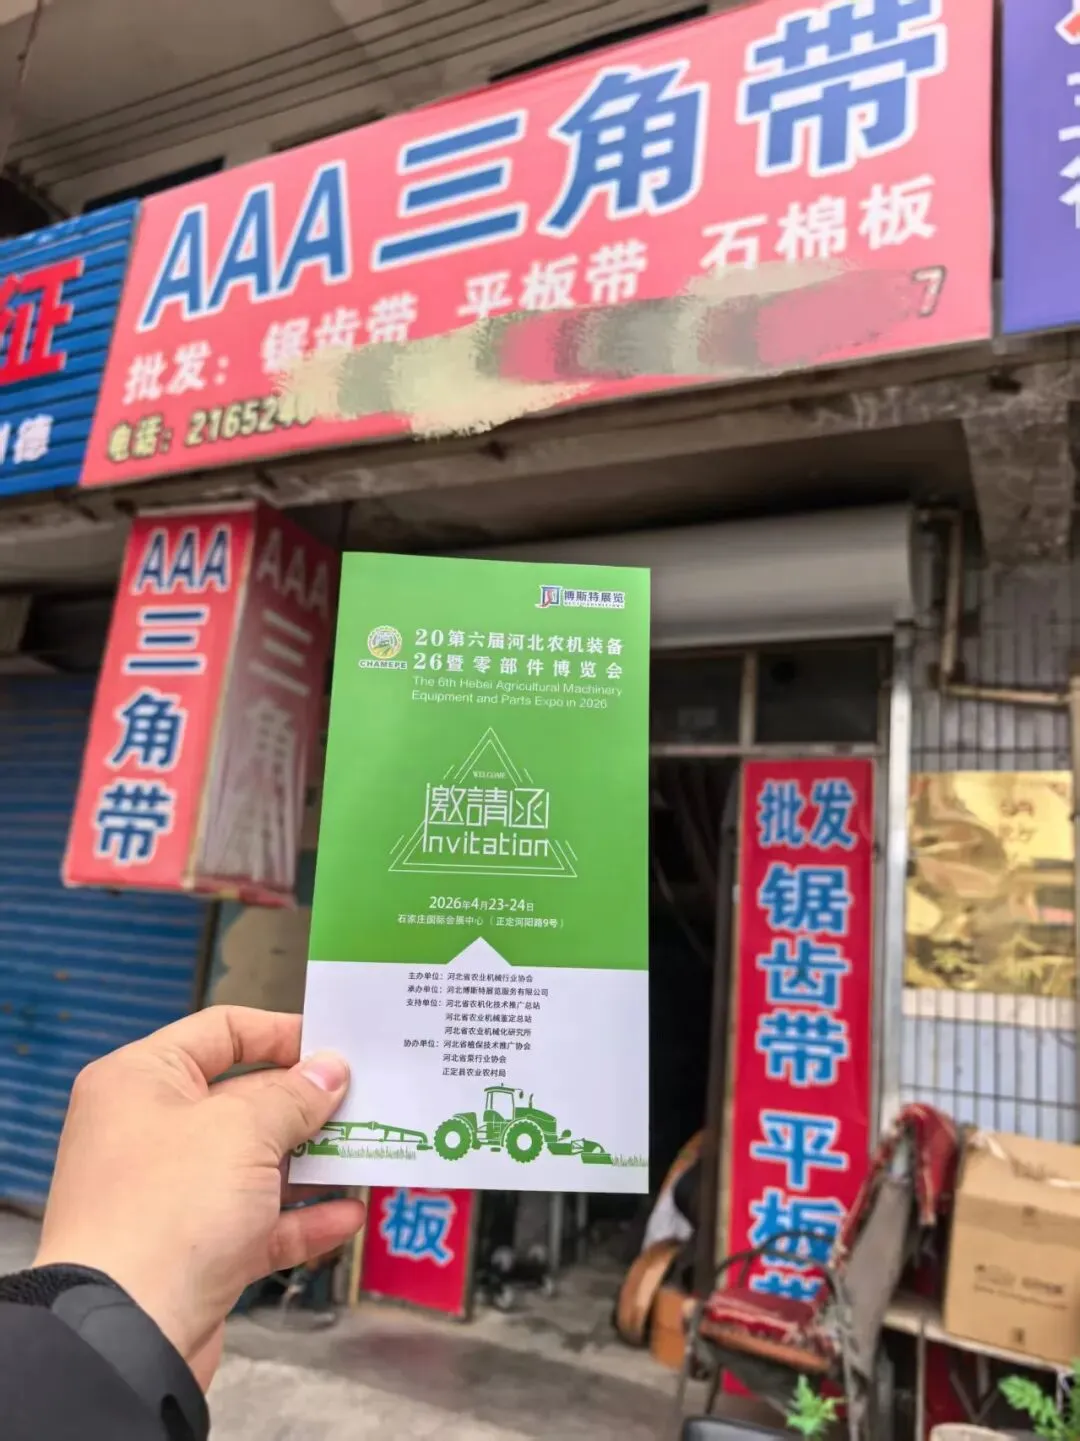 AAA三角带
批发：锯齿带 平板带 石棉板
电话：216524
7
征
德
AAA
三
角
带
AAA
三
角
博斯特展览
CHAMEPE
20第六届河北农机装备
26暨零部件博览会
The 6th Hebei Agricultural Machinery
Equipment and Parts Expo in 2026
WELCOME
邀請函
Invitation
2026年4月23-24日
石家庄国际会展中心（正定河阳路9号）
主办单位：河北省农业机械行业协会
承办单位：河北博斯特展览服务有限公司
支持单位：河北省农机化技术推广总站
河北省农业机械鉴定总站
河北省农业机械化研究所
协办单位：河北省植保技术推广协会
河北省泵行业协会
正定县农业农村局
板
批发
锯
齿
带
平
板
带